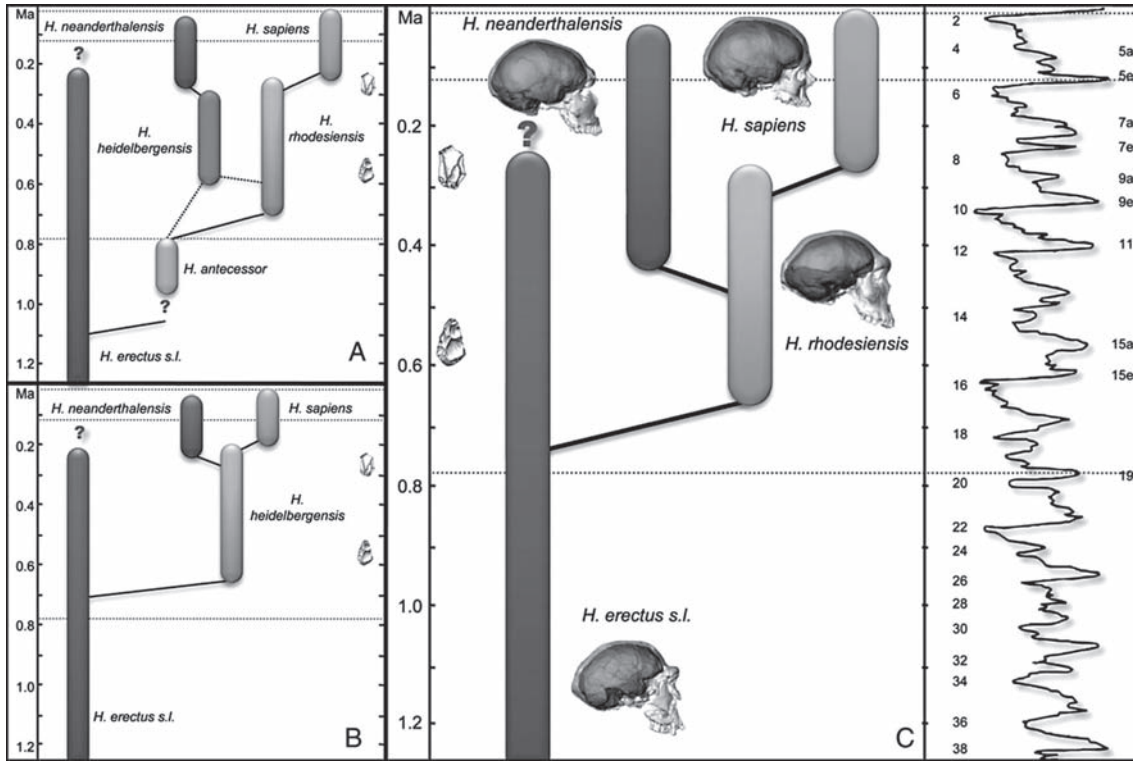 Ma
H. neanderthalensis
H. sapiens
?
0.2
H.
rhodesiensis
H.
heidelbergensis
0.4
0.6
0.8
H. antecessor
1.0
?
A
H. erectus s.l.
1.2
Ma
H. neanderthalensis
H. sapiens
?
0.2
0.4
H.
heidelbergensis
0.6
0.8
1.0
H. erectus s.l.
B
1.2
Ma
H. neanderthalensis
?
H. sapiens
0.2
0.4
H. rhodesiensis
0.6
0.8
1.0
H. erectus s.l.
1.2
C
2
4
5a
5e
6
7a
7e
8
9a
9e
10
11
12
14
15a
15e
16
18
19
20
22
24
26
28
30
32
34
36
38